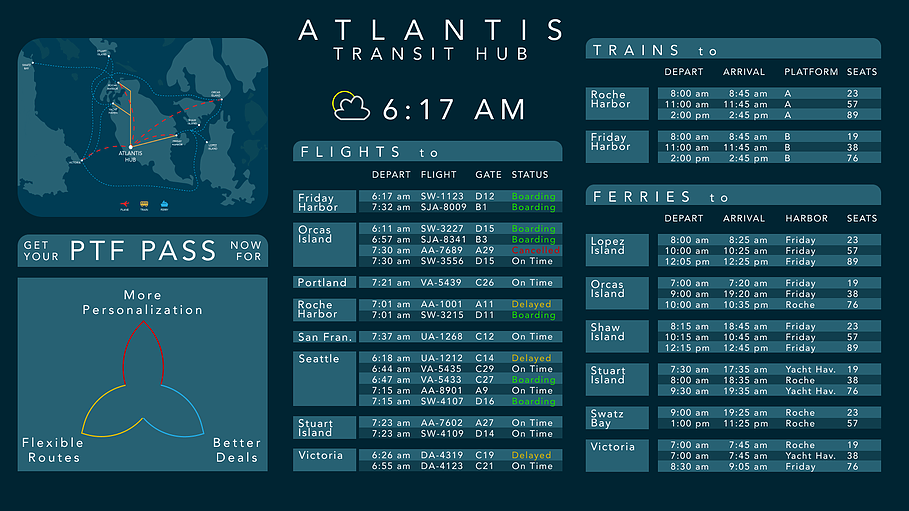 ATLANTIS
TRANSIT HUB
6:17 AM
ATLANTIS
HUB
VICTORIA
GET YOUR PTF PASS NOW FOR
More
Personalization
Flexible
Routes
Better
Deals
FLIGHTS to
DEPART FLIGHT GATE STATUS
Friday Harbor
6:17 am SW-1123 D12 Boarding
7:32 am SJA-8009 B1 Boarding
Orcas Island
6:11 am SW-3227 D15 Boarding
6:57 am SJA-8341 B3 Boarding
7:30 am AA-7689 A29 Cancelled
7:30 am SW-3556 D15 On Time
Portland
7:21 am VA-5439 C26 On Time
Roche Harbor
7:01 am AA-1001 A11 Delayed
7:01 am SW-3215 D11 Boarding
San Fran.
7:37 am UA-1268 C12 On Time
Seattle
6:18 am UA-1212 C14 Delayed
6:44 am VA-5435 C29 On Time
6:47 am VA-5433 C27 Boarding
7:15 am AA-8901 A9 On Time
7:15 am SW-4107 D16 Boarding
Stuart Island
7:23 am AA-7602 A27 On Time
7:23 am SW-4109 D14 On Time
Victoria
6:26 am DA-4319 C19 Delayed
6:55 am DA-4123 C21 On Time
TRAINS to
DEPART ARRIVAL PLATFORM SEATS
Roche Harbor
8:00 am 8:45 am A 23
11:00 am 11:45 am A 57
2:00 pm 2:45 pm A 89
Friday Harbor
8:00 am 8:45 am B 19
11:00 am 11:45 am B 38
2:00 pm 2:45 pm B 76
FERRIES to
DEPART ARRIVAL HARBOR SEATS
Lopez Island
8:00 am 8:25 am Friday 23
10:00 am 10:25 am Friday 57
12:05 pm 12:25 pm Friday 89
Orcas Island
7:00 am 7:20 am Friday 19
9:00 am 19:20 am Friday 38
10:00 am 10:35 pm Roche 76
Shaw Island
8:15 am 18:45 am Friday 23
10:15 am 10:45 am Friday 57
12:15 pm 12:45 pm Friday 89
Stuart Island
7:30 am 17:35 am Yacht Hav. 19
8:00 am 18:35 am Roche 38
9:30 am 19:35 am Yacht Hav. 76
Swatz Bay
9:00 am 19:25 am Roche 23
1:00 pm 11:25 pm Roche 57
Victoria
7:00 am 7:45 am Roche 19
7:00 am 7:45 am Yacht Hav. 38
8:30 am 9:05 am Friday 76